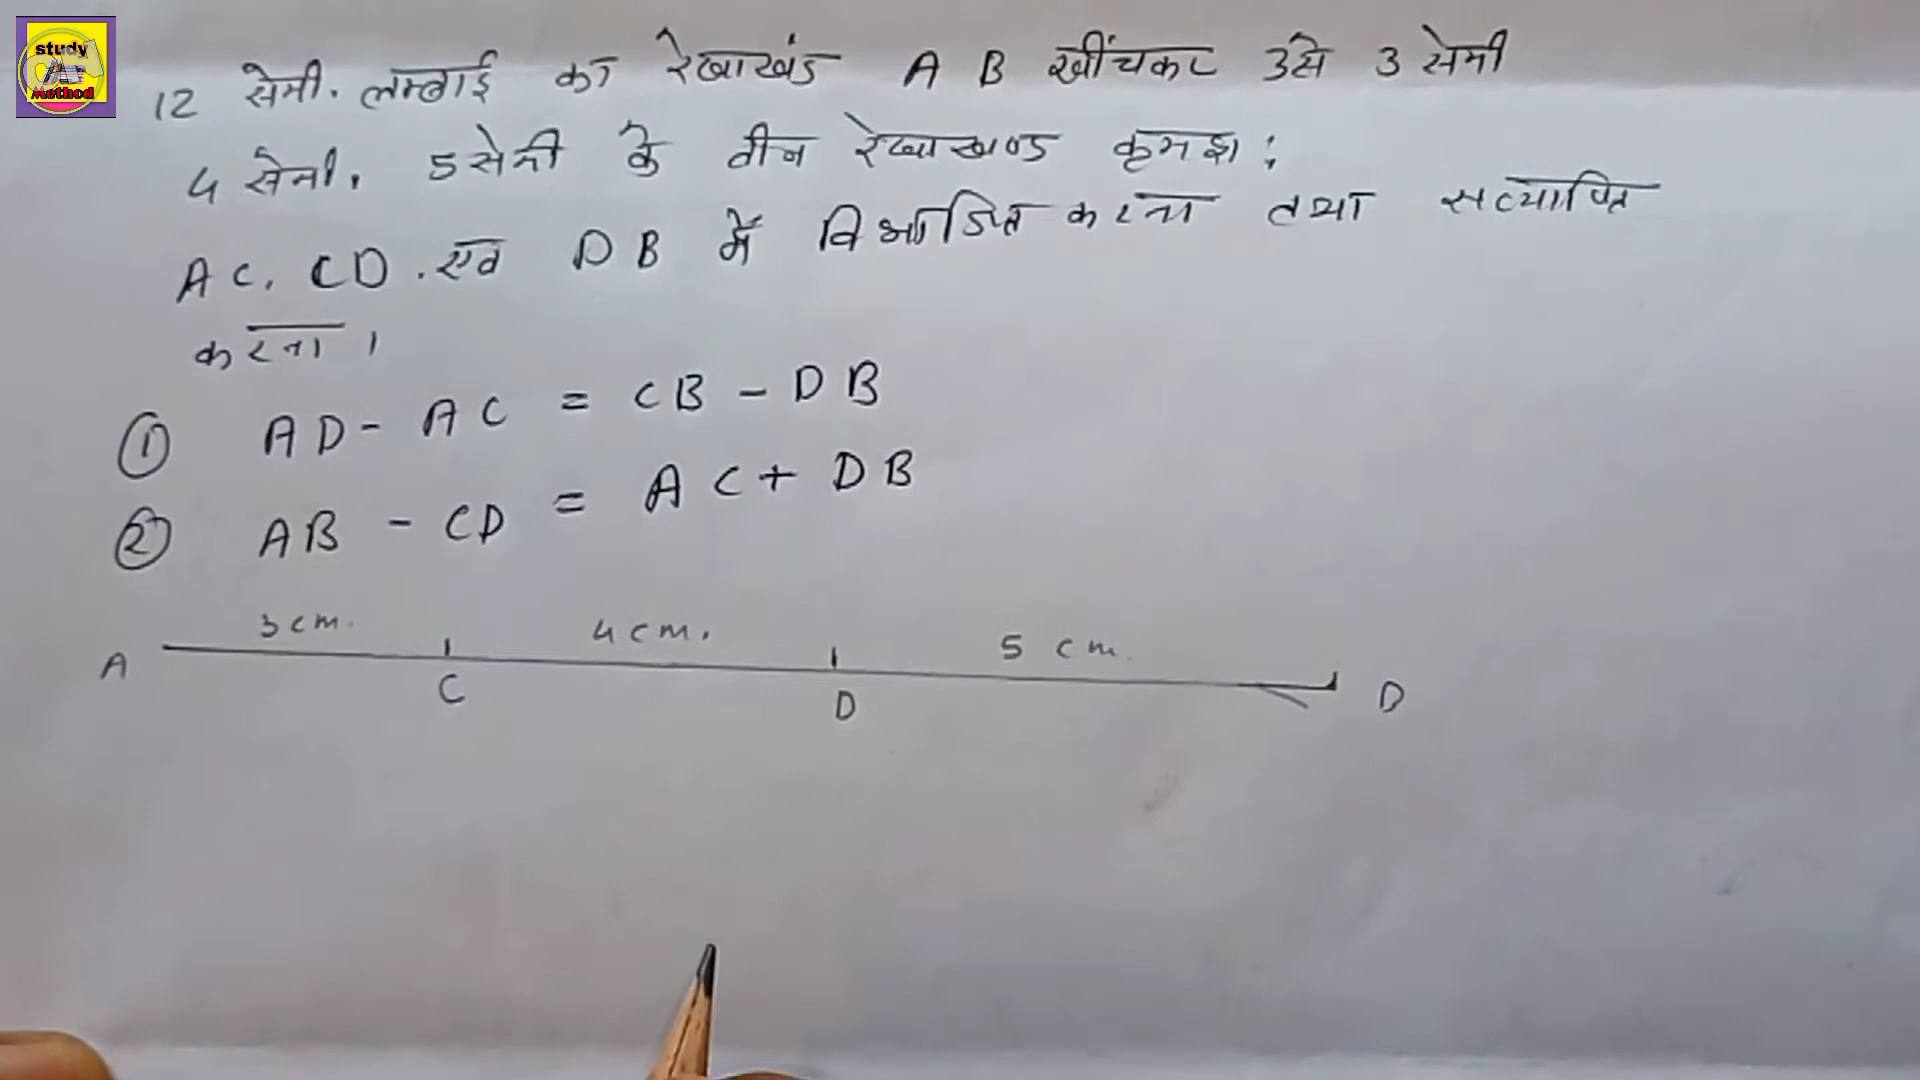 study
Art
Method
12 सेमी. लम्बाई का रेखाखंड A B खींचकर उसे 3 सेमी
4 सेमी, 5 सेमी के तीन रेखाखण्ड क्रमशः
AC, CD. एवं DB में विभाजित करना तथा सत्यापित
करना।
① AD - AC = CB - DB
② AB - CD = AC + DB
3 cm. 4 cm. 5 cm.
A C D B